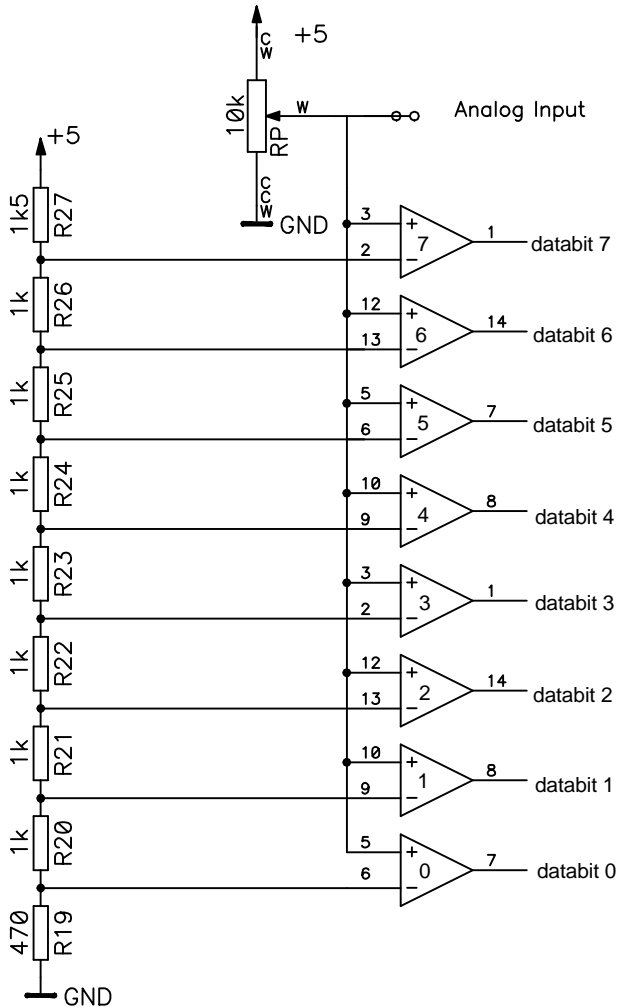 CW
+5
10k
RP
W
Analog Input
CCW
GND
+5
1k5
R27
3
+
7
1
databit 7
2
−
1k
R26
12
+
6
14
databit 6
13
−
1k
R25
5
+
5
7
databit 5
6
−
1k
R24
10
+
4
8
databit 4
9
−
1k
R23
3
+
3
1
databit 3
2
−
1k
R22
12
+
2
14
databit 2
13
−
1k
R21
10
+
1
8
databit 1
9
−
1k
R20
5
+
0
7
databit 0
6
−
470
R19
GND